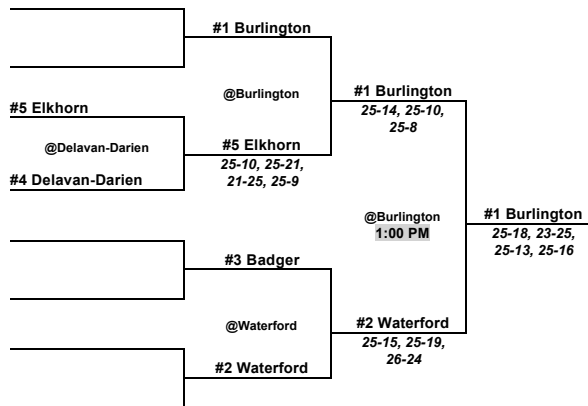 #1 Burlington
@Burlington
#1 Burlington
25-14, 25-10,
25-8
#5 Elkhorn
@Delavan-Darien
#5 Elkhorn
25-10, 25-21,
21-25, 25-9
#4 Delavan-Darien
@Burlington
1:00 PM
#1 Burlington
25-18, 23-25,
25-13, 25-16
#3 Badger
@Waterford
#2 Waterford
25-15, 25-19,
26-24
#2 Waterford